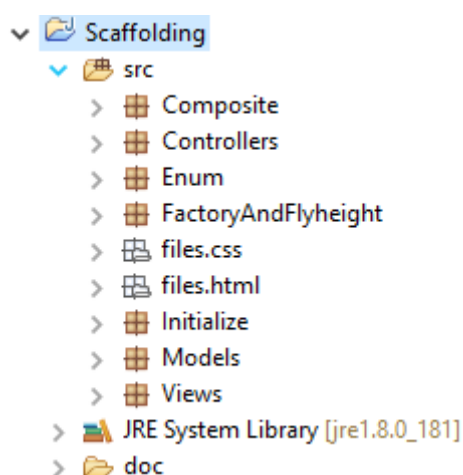 Scaffolding
src
Composite
Controllers
Enum
FactoryAndFlyheight
files.css
files.html
Initialize
Models
Views
JRE System Library [jre1.8.0_181]
doc